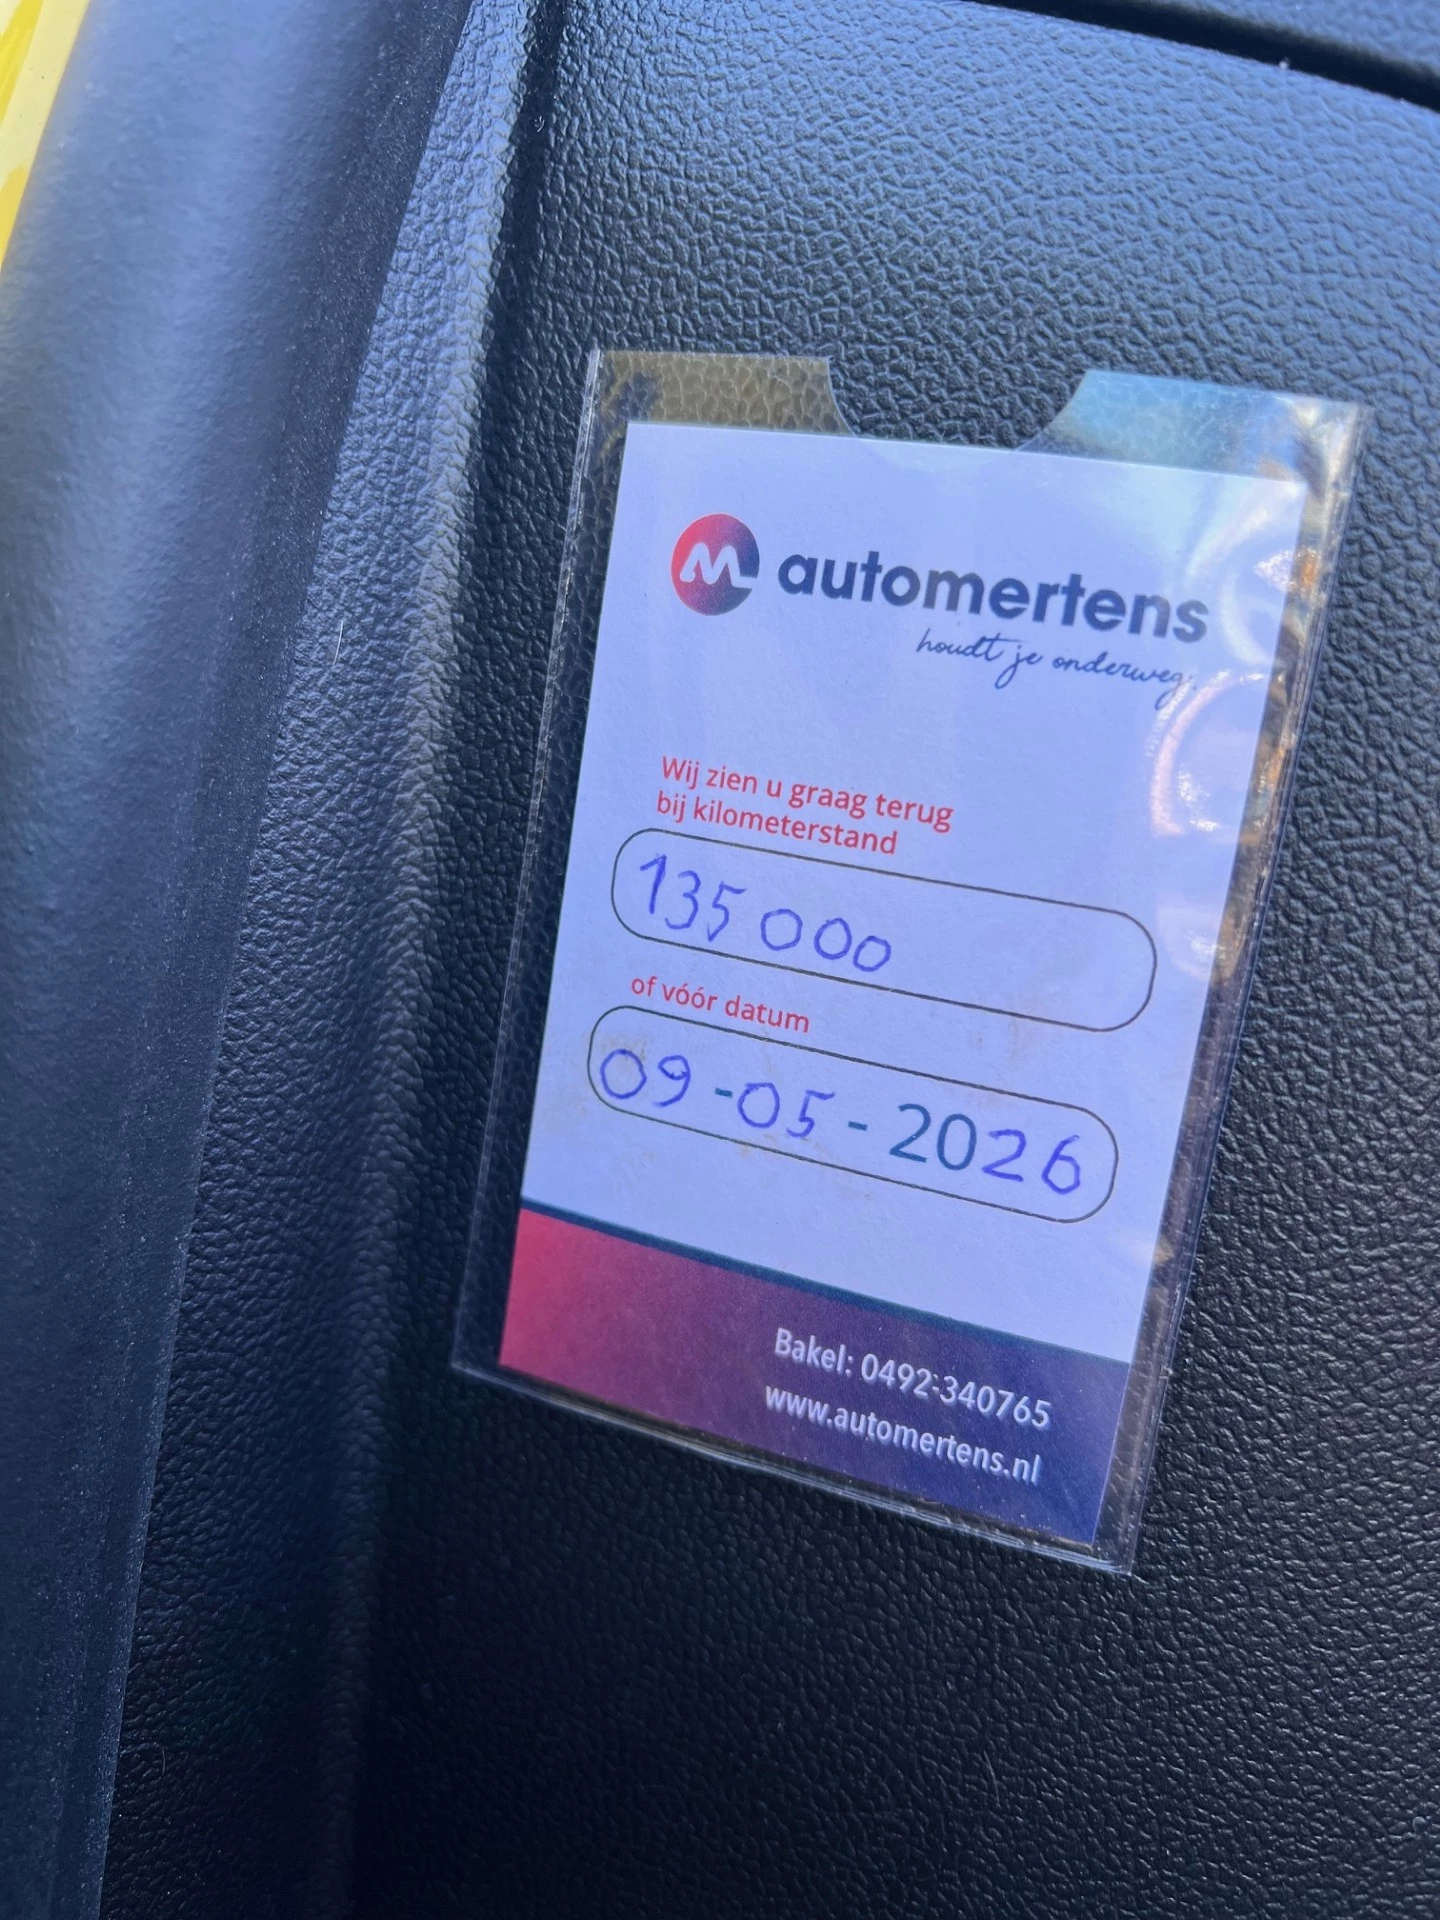 automertens
houdt je onderweg.
Wij zien u graag terug
bij kilometerstand
135 000
of vóór datum
09-05-2026
Bakel: 0492-340765
www.automertens.nl